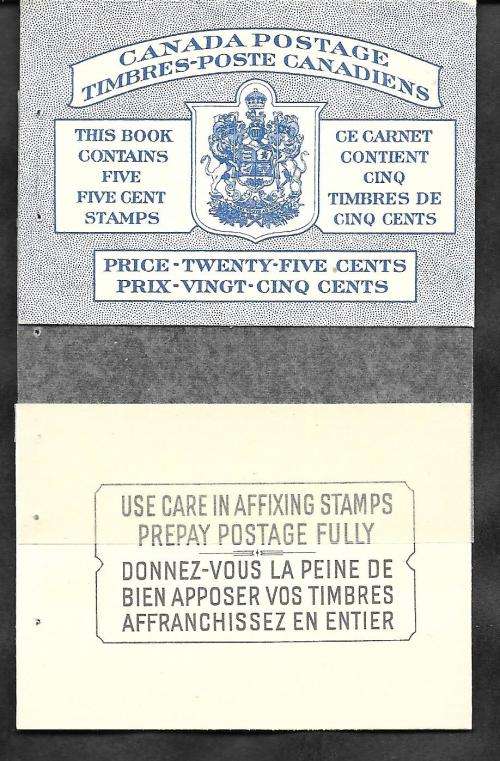 CANADA POSTAGE
TIMBRES-POSTE CANADIENS
THIS BOOK
CONTAINS
FIVE
FIVE CENT
STAMPS
CE CARNET
CONTIENT
CINQ
TIMBRES DE
CINQ CENTS
PRICE-TWENTY-FIVE CENTS
PRIX-VINGT-CINQ CENTS
USE CARE IN AFFIXING STAMPS
PREPAY POSTAGE FULLY
DONNEZ-VOUS LA PEINE DE
BIEN APPOSER VOS TIMBRES
AFFRANCHISSEZ EN ENTIER